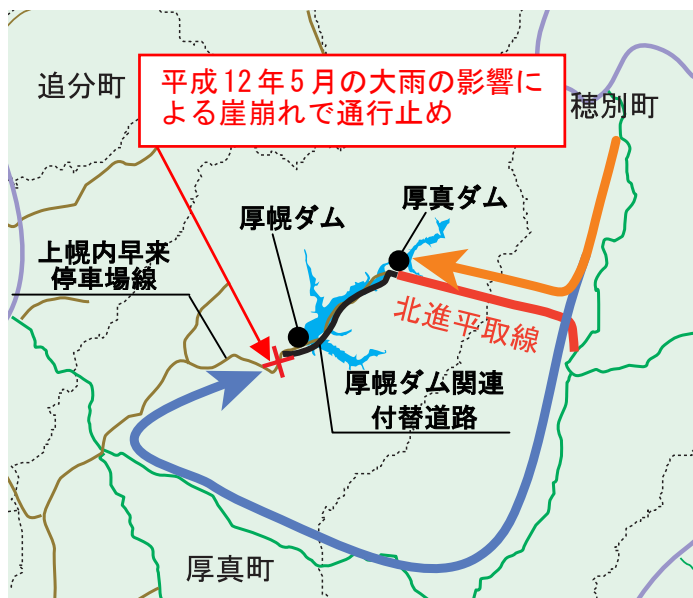 追分町
平成12年5月の大雨の影響に
よる崖崩れで通行止め
穂別町
厚幌ダム
厚真ダム
上幌内早来
停車場線
北進平取線
厚幌ダム関連
付替道路
厚真町